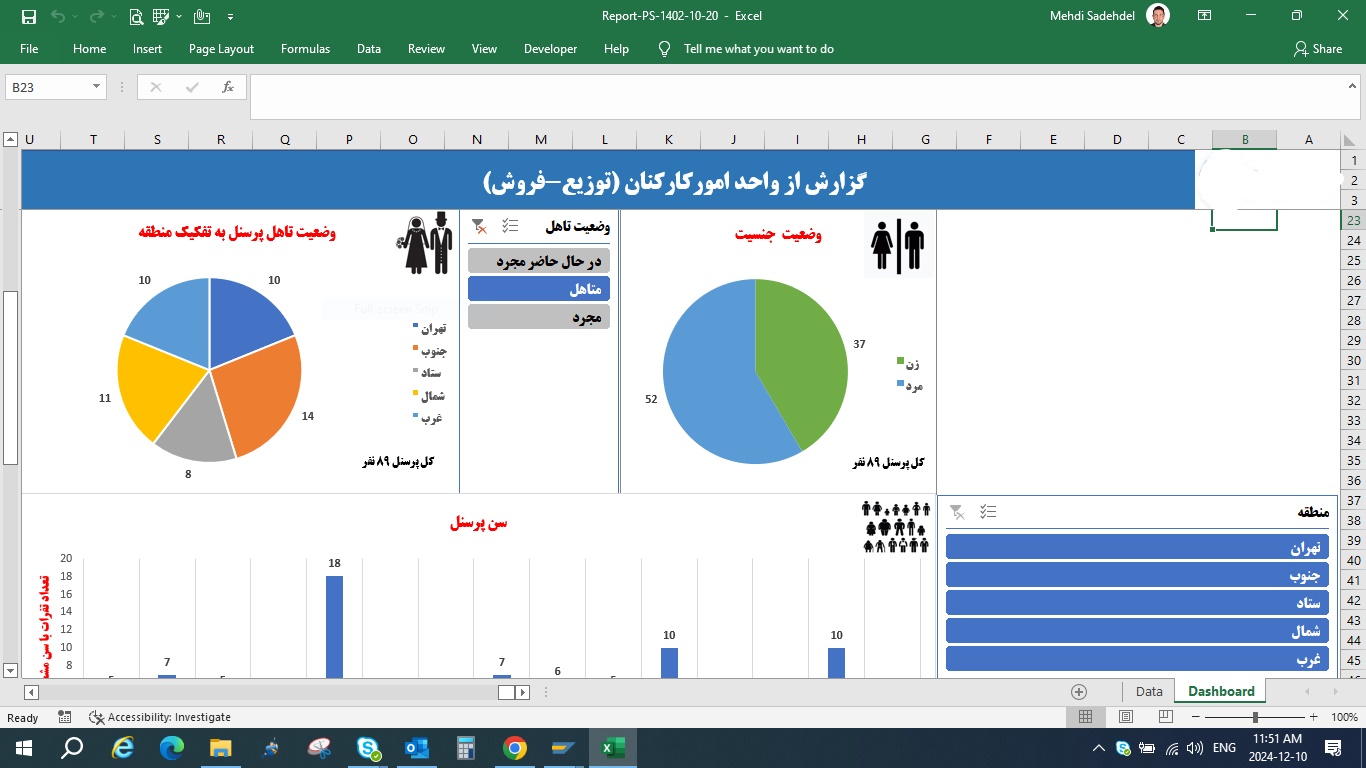 Report-PS-1402-10-20 - Excel
Mehdi Sadehdel
File Home Insert Page Layout Formulas Data Review View Developer Help Tell me what you want to do Share
B23
fx
U T S R Q P O N M L K J I H G F E D C B A
1
2
3
23
24
25
26
27
28
29
30
31
32
33
34
35
36
37
38
39
40
41
42
43
44
45
گزارش از واحد امورکارکنان (توزیع-فروش)
وضعیت جنسیت
37
52
زن
مرد
کل پرسنل ۸۹ نفر
وضعیت تاهل
در حال حاضر مجرد
متاهل
مجرد
وضعیت تاهل پرسنل به تفکیک منطقه
10
10
14
8
11
تهران
جنوب
ستاد
شمال
غرب
کل پرسنل ۸۹ نفر
Full-screen Snip
منطقه
تهران
جنوب
ستاد
شمال
غرب
سن پرسنل
تعداد نفرات با سن
20
18
16
14
12
10
8
7
18
7
6
10
10
Data Dashboard
Ready Accessibility: Investigate 100%
ENG
11:51 AM
2024-12-10